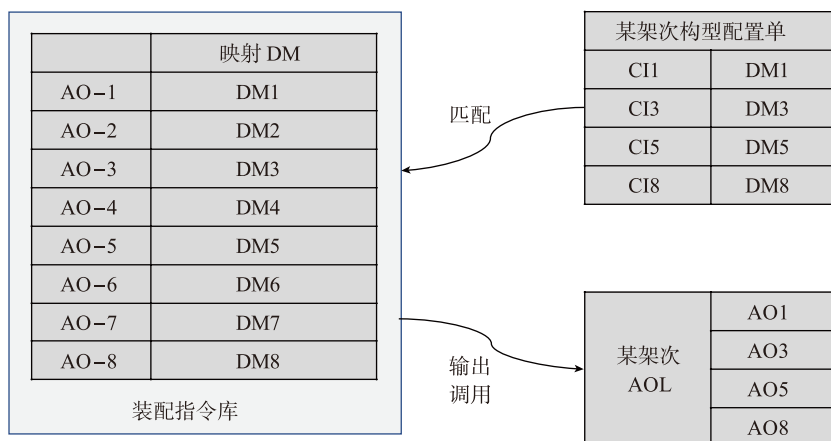 映射 DM
AO-1 DM1
AO-2 DM2
AO-3 DM3
AO-4 DM4
AO-5 DM5
AO-6 DM6
AO-7 DM7
AO-8 DM8
装配指令库
匹配
某架次构型配置单
CI1 DM1
CI3 DM3
CI5 DM5
CI8 DM8
输出
调用
某架次
AOL
AO1
AO3
AO5
AO8